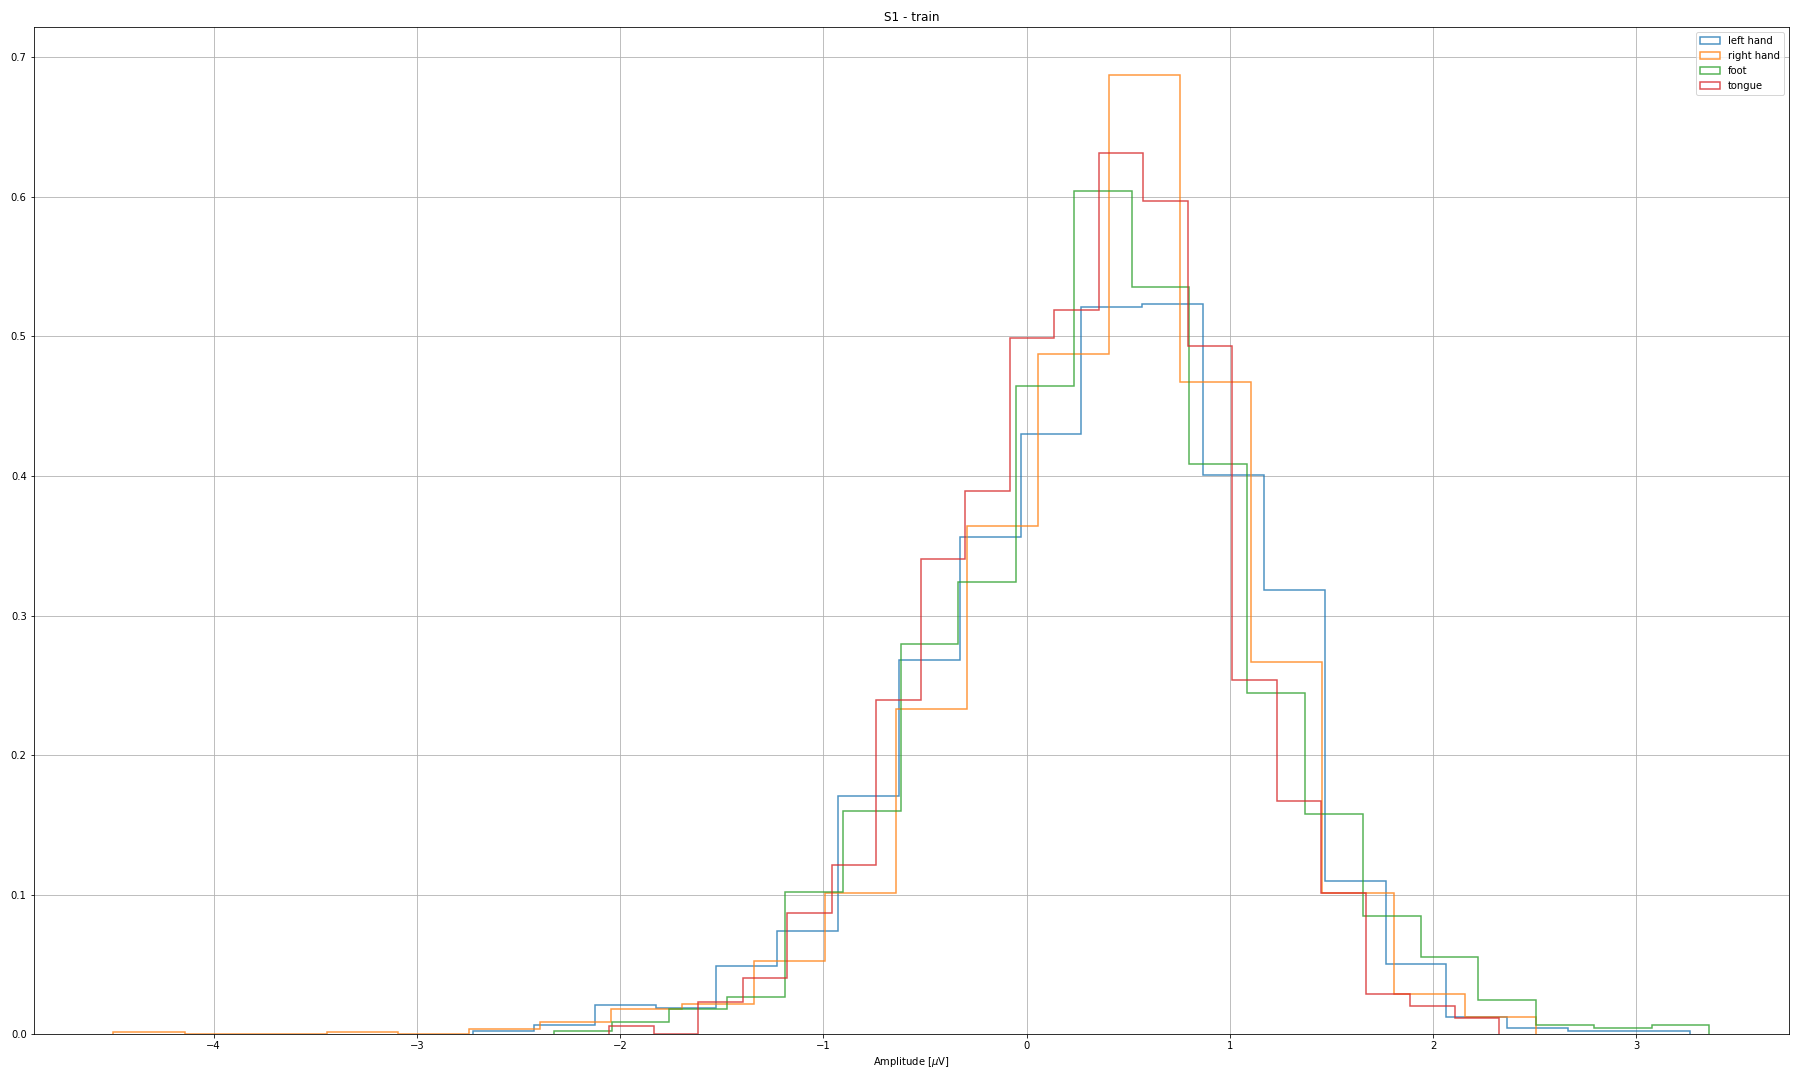 S1 - train
left hand
right hand
foot
tongue
0.7
0.6
0.5
0.4
0.3
0.2
0.1
0.0
−4 −3 −2 −1 0 1 2 3
Amplitude [μV]